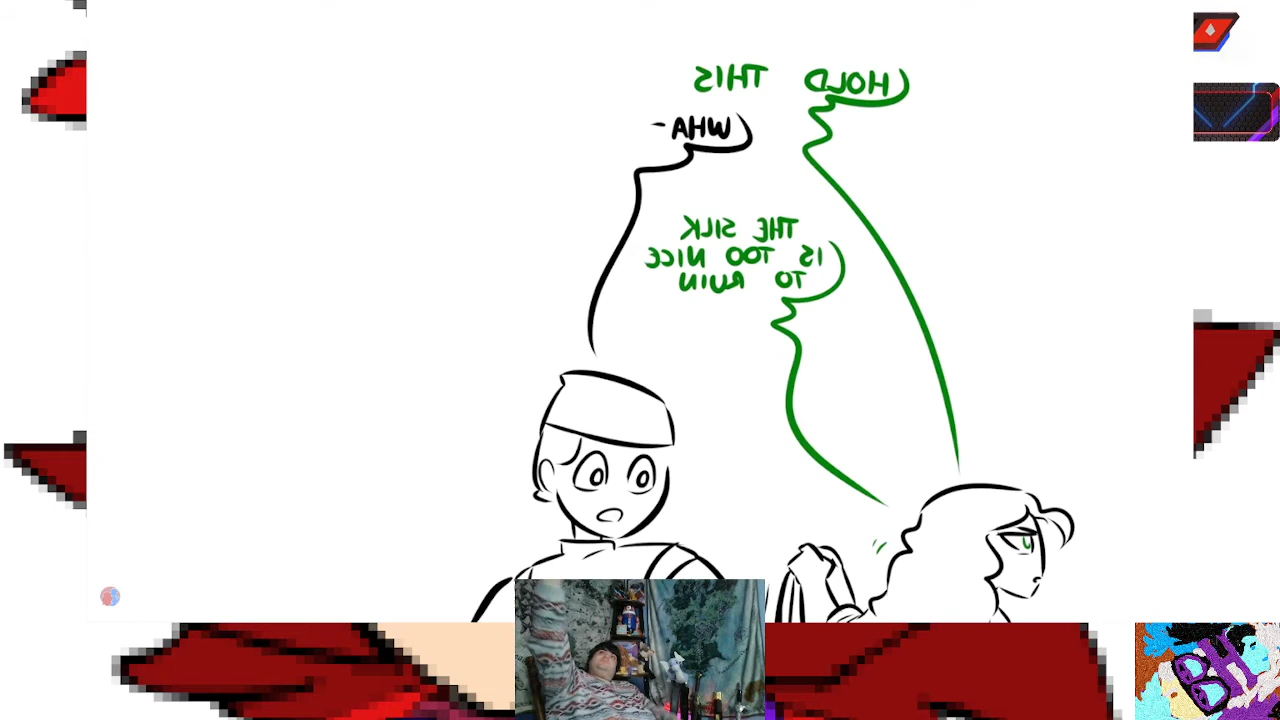 HOLD THIS
WHA-
THE SILK
IS TOO NICE
TO RUIN